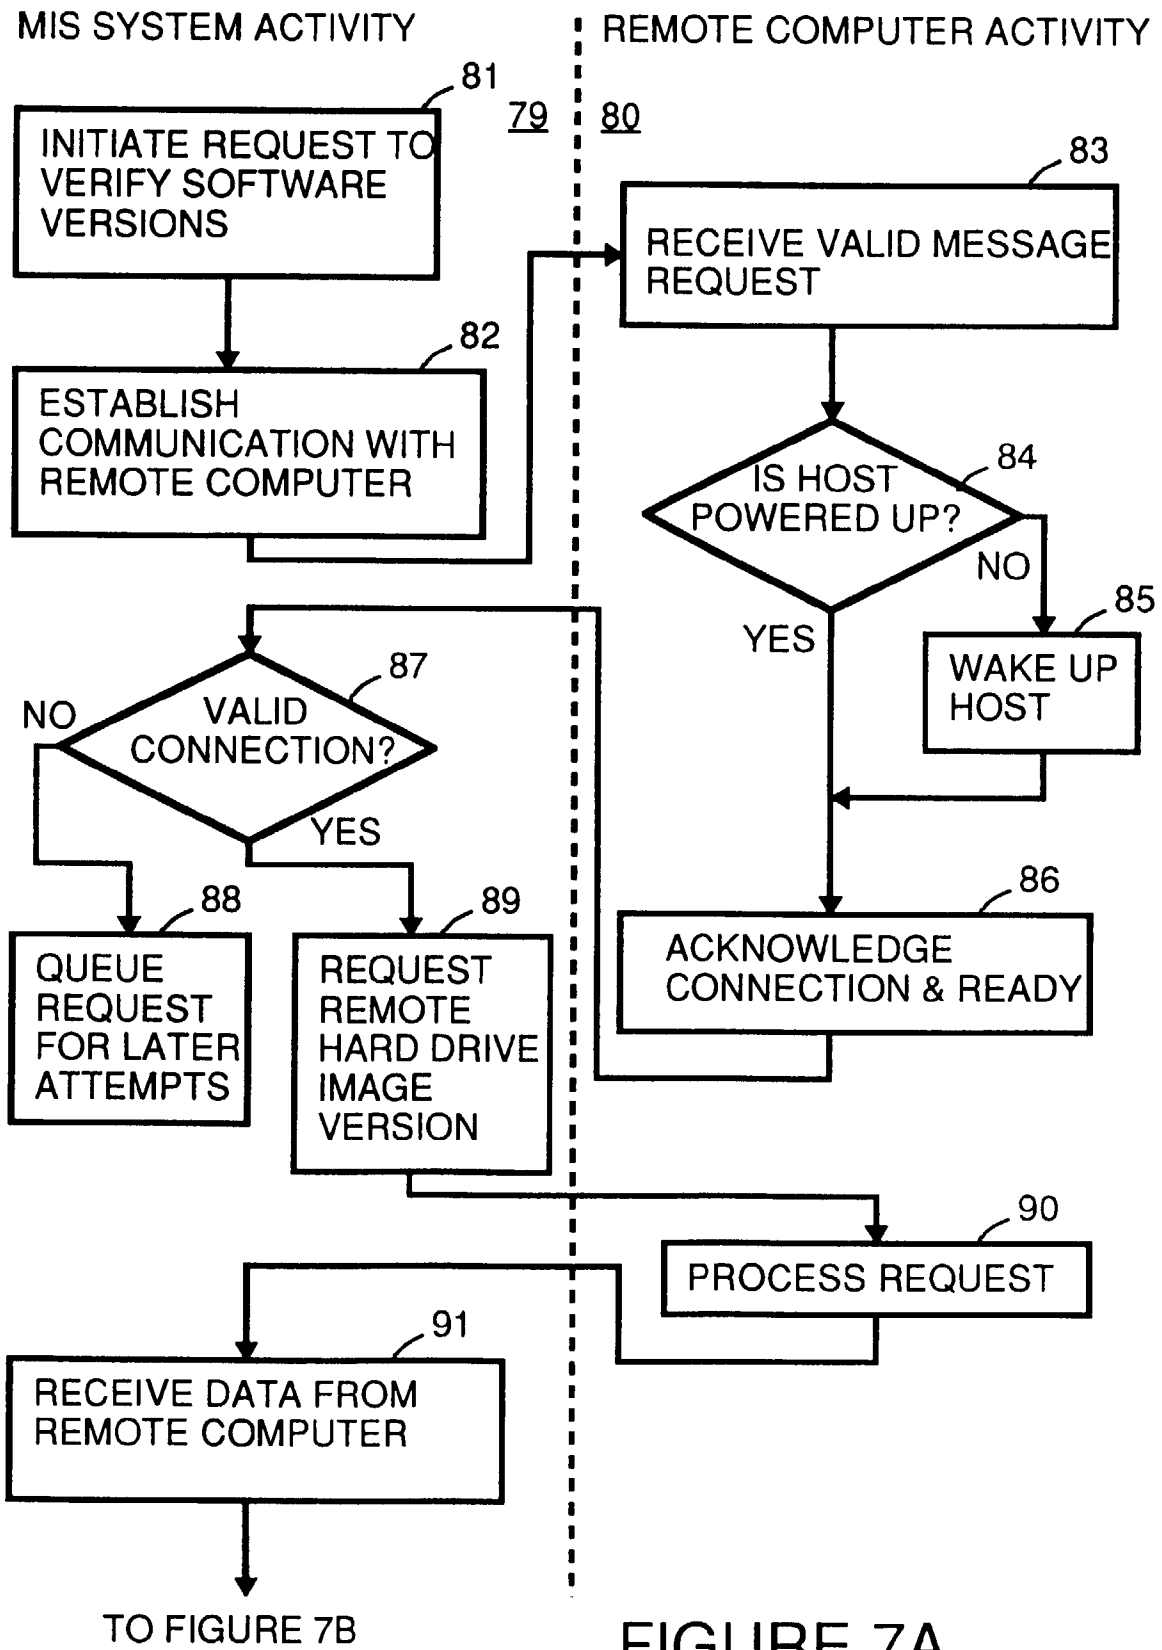 MIS SYSTEM ACTIVITY
REMOTE COMPUTER ACTIVITY
79
80
81
INITIATE REQUEST TO
VERIFY SOFTWARE
VERSIONS
82
ESTABLISH
COMMUNICATION WITH
REMOTE COMPUTER
83
RECEIVE VALID MESSAGE
REQUEST
84
IS HOST
POWERED UP?
NO
YES
85
WAKE UP
HOST
86
ACKNOWLEDGE
CONNECTION & READY
87
VALID
CONNECTION?
NO
YES
88
QUEUE
REQUEST
FOR LATER
ATTEMPTS
89
REQUEST
REMOTE
HARD DRIVE
IMAGE
VERSION
90
PROCESS REQUEST
91
RECEIVE DATA FROM
REMOTE COMPUTER
TO FIGURE 7B
FIGURE 7A